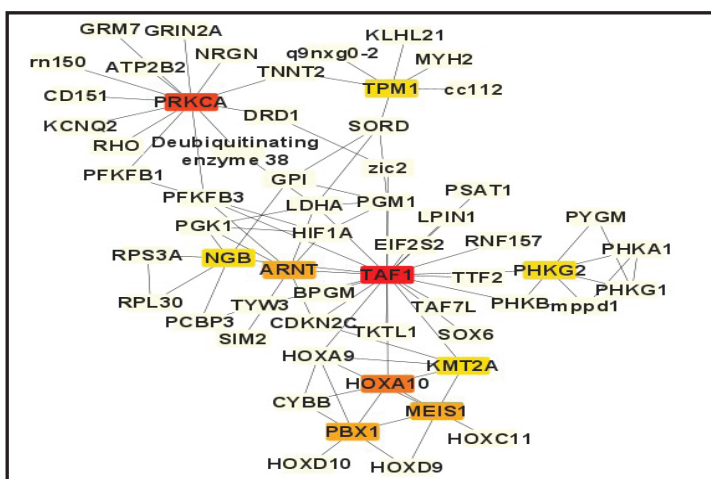 GRM7
GRIN2A
KLHL21
q9nxg0-2
rn150
ATP2B2
NRGN
TNNT2
MYH2
CD151
PRKCA
TPM1
cc112
KCNQ2
DRD1
SORD
RHO
Deubiquitinating
enzyme 38
zic2
PFKFB1
GPI
PFKFB3
LDHA
PGM1
PSAT1
LPIN1
PGK1
HIF1A
EIF2S2
RNF157
PYGM
RPS3A
NGB
ARNT
TAF1
TTF2
PHKG2
PHKA1
PHKG1
RPL30
TYW3
BPGM
PHKB
mppd1
PCBP3
CDKN2C
TAF7L
SIM2
TKTL1
SOX6
HOXA9
KMT2A
HOXA10
CYBB
MEIS1
PBX1
HOXC11
HOXD10
HOXD9